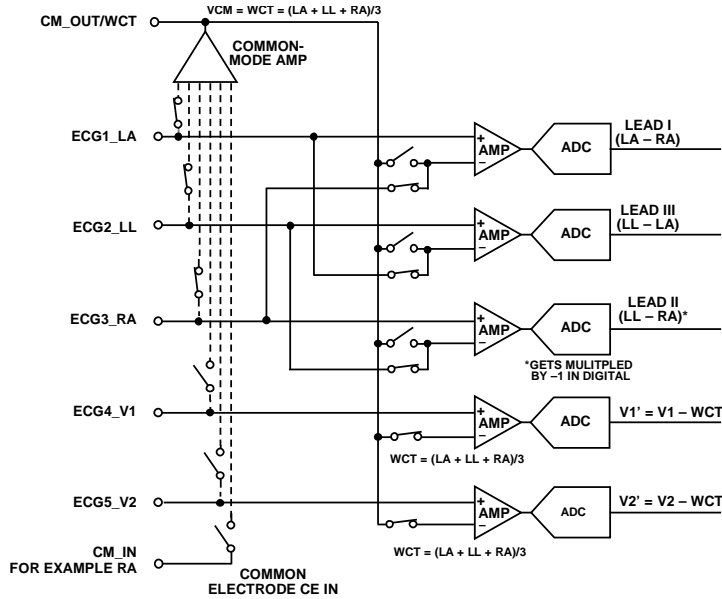 CM_OUT/WCT
VCM = WCT = (LA + LL + RA)/3
COMMON-
MODE AMP
ECG1_LA
+
AMP
–
ADC
LEAD I
(LA – RA)
ECG2_LL
+
AMP
–
ADC
LEAD III
(LL – LA)
ECG3_RA
+
AMP
–
ADC
LEAD II
(LL – RA)*
*GETS MULITPLED
BY –1 IN DIGITAL
ECG4_V1
+
AMP
–
ADC
V1’ = V1 – WCT
WCT = (LA + LL + RA)/3
ECG5_V2
+
AMP
–
ADC
V2’ = V2 – WCT
WCT = (LA + LL + RA)/3
CM_IN
FOR EXAMPLE RA
COMMON
ELECTRODE CE IN